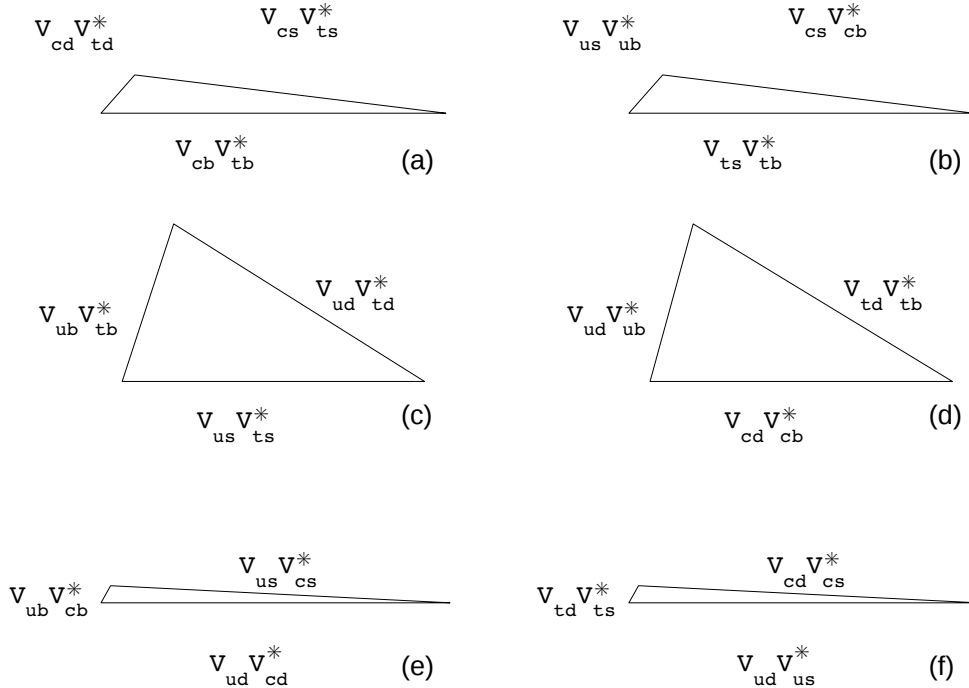 V_cd V*_td
V_cs V*_ts
V_cb V*_tb
(a)
V_us V*_ub
V_cs V*_cb
V_ts V*_tb
(b)
V_ub V*_tb
V_ud V*_td
V_us V*_ts
(c)
V_ud V*_ub
V_td V*_tb
V_cd V*_cb
(d)
V_ub V*_cb
V_us V*_cs
V_ud V*_cd
(e)
V_td V*_ts
V_cd V*_cs
V_ud V*_us
(f)